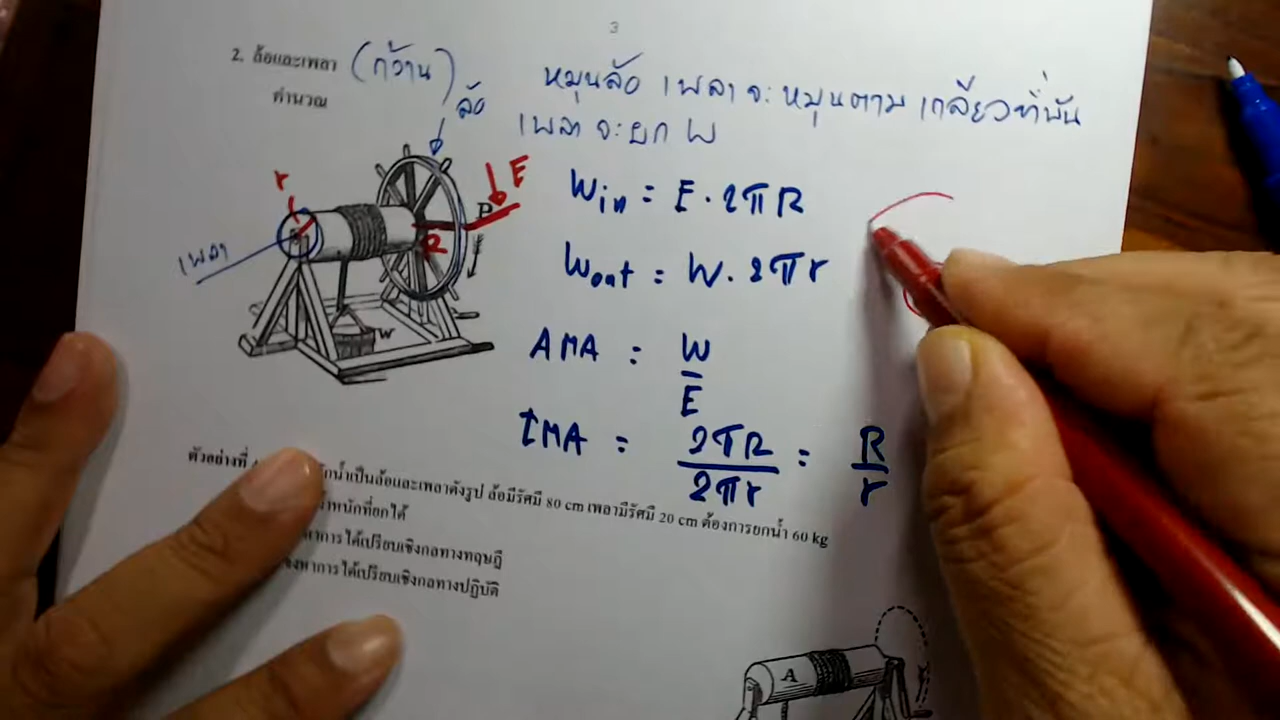 3
2. ล้อและเพลา (กว้าน)
คำนวณ
ล้อ
หมุนล้อ เพลาจะหมุนตาม เกลียวที่พัน
เพลาจะยก W
r
E
P
R
เพลา
W
Win = E · 2πR
Wout = W · 2πr
AMA = W/E
IMA = 2πR/2πr = R/r
ตัวอย่างที่ กน้ำเป็นล้อและเพลาดังรูป ล้อมีรัศมี 80 cm เพลามีรัศมี 20 cm ต้องการยกน้ำ 60 kg
หนักที่ยกได้
หาการได้เปรียบเชิงกลทางทฤษฎี
งหาการได้เปรียบเชิงกลทางปฏิบัติ
A